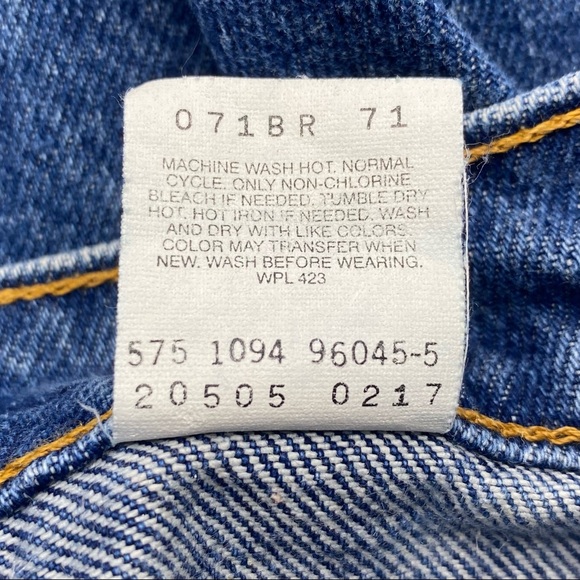 071BR 71
MACHINE WASH HOT. NORMAL
CYCLE. ONLY NON-CHLORINE
BLEACH IF NEEDED. TUMBLE DRY
HOT. HOT IRON IF NEEDED. WASH
AND DRY WITH LIKE COLORS.
COLOR MAY TRANSFER WHEN
NEW. WASH BEFORE WEARING.
WPL 423
575 1094 96045-5
20505 0217